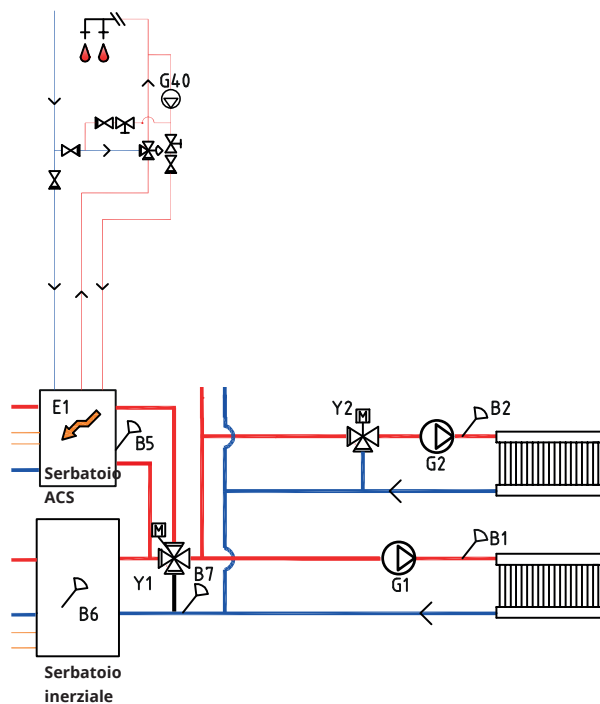 G40
E1
B5
Serbatoio
ACS
Y2
M
B2
G2
M
B7
Y1
B1
G1
B6
Serbatoio
inerziale